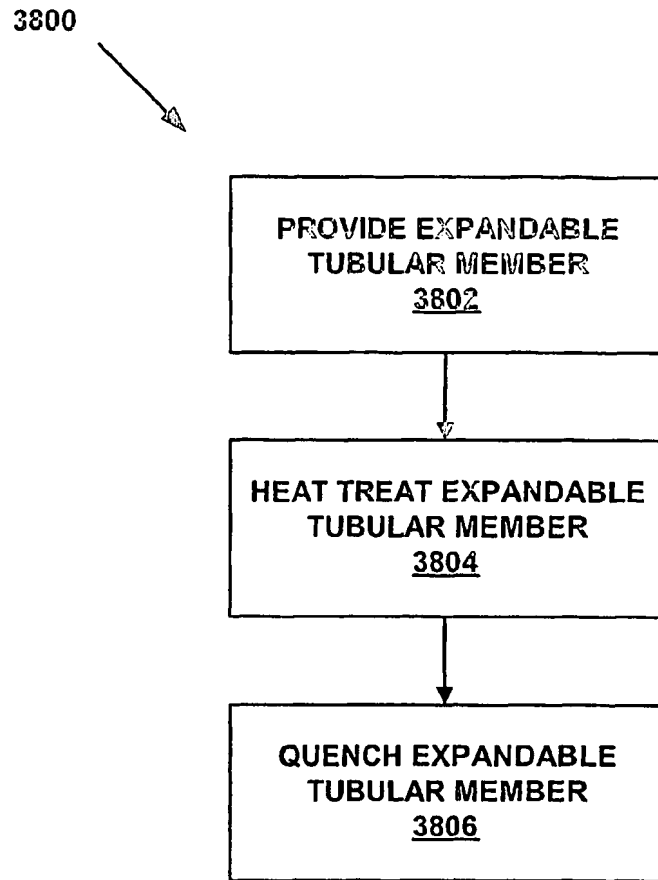 3800
PROVIDE EXPANDABLE
TUBULAR MEMBER
3802
HEAT TREAT EXPANDABLE
TUBULAR MEMBER
3804
QUENCH EXPANDABLE
TUBULAR MEMBER
3806